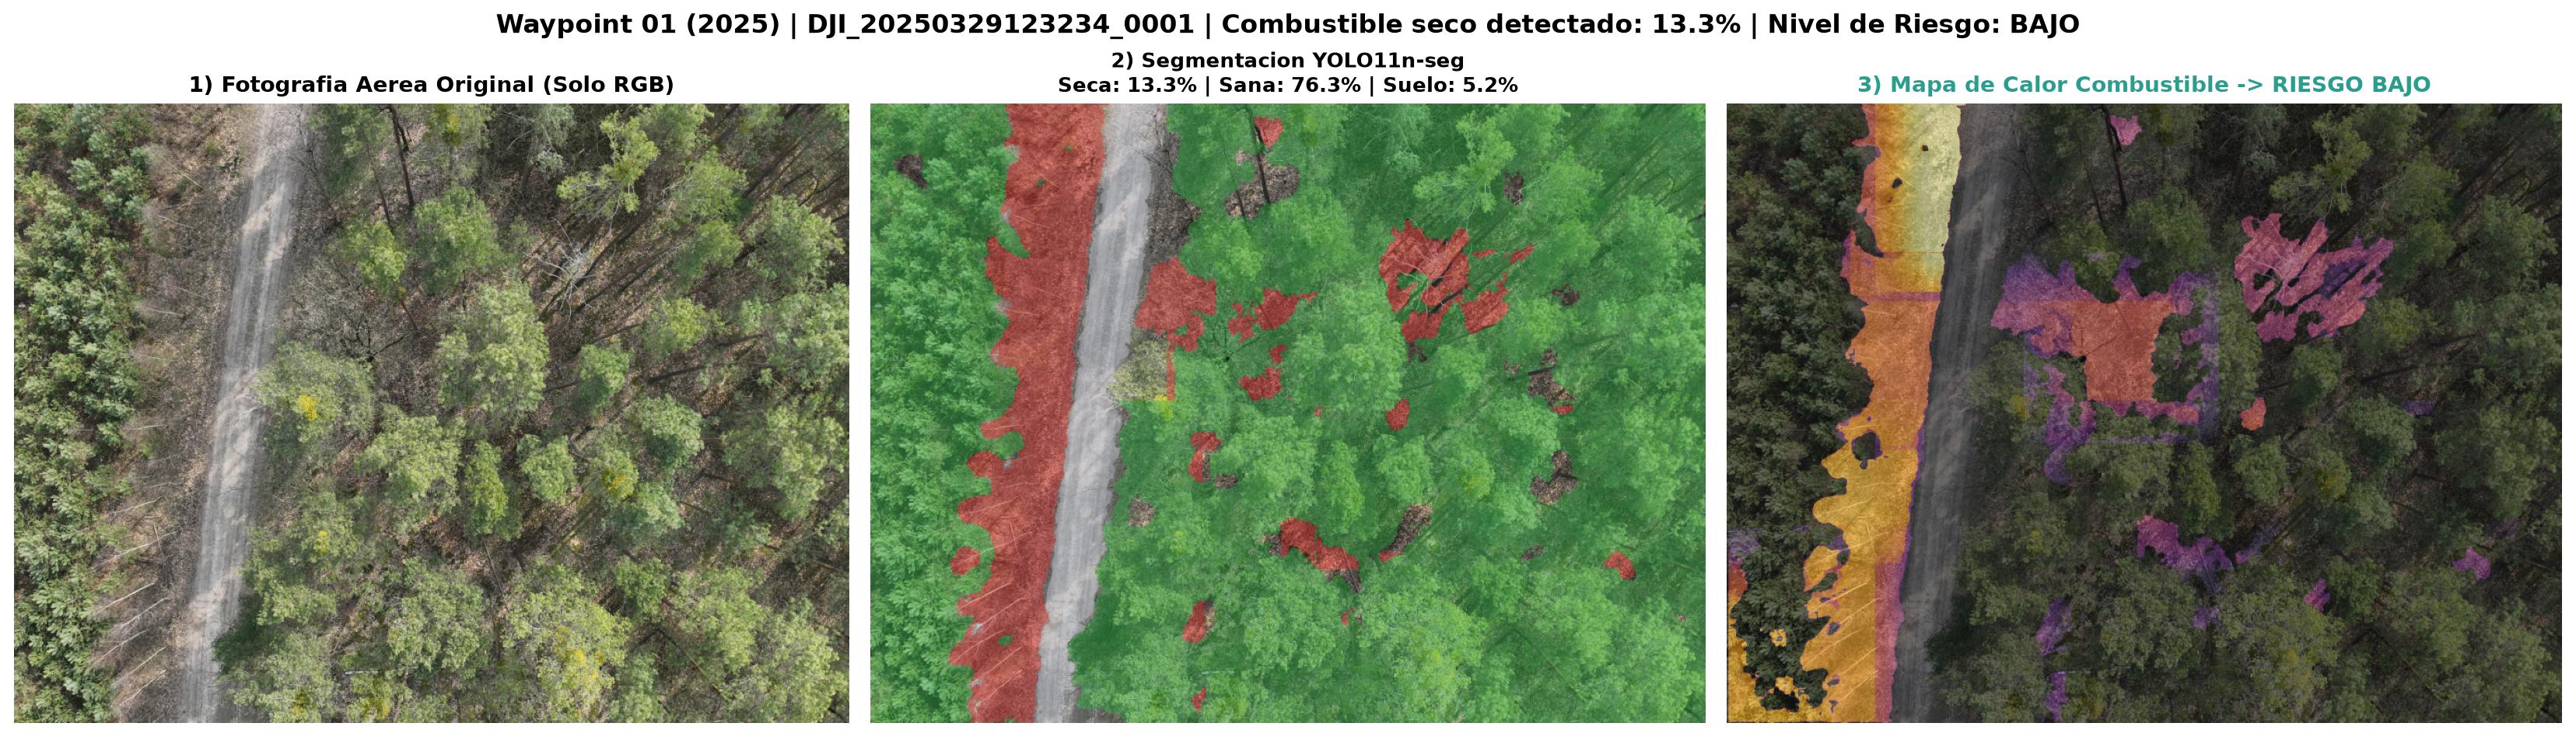 Waypoint 01 (2025) | DJI_20250329123234_0001 | Combustible seco detectado: 13.3% | Nivel de Riesgo: BAJO
1) Fotografia Aerea Original (Solo RGB)
2) Segmentacion YOLO11n-seg
Seca: 13.3% | Sana: 76.3% | Suelo: 5.2%
3) Mapa de Calor Combustible -> RIESGO BAJO